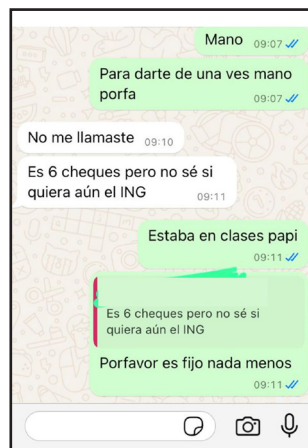 Mano 09:07
Para darte de una ves mano
porfa 09:07
No me llamaste 09:10
Es 6 cheques pero no sé si
quiera aún el ING 09:11
Estaba en clases papi
09:11
Es 6 cheques pero no sé si
quiera aún el ING
Porfavor es fijo nada menos
09:11